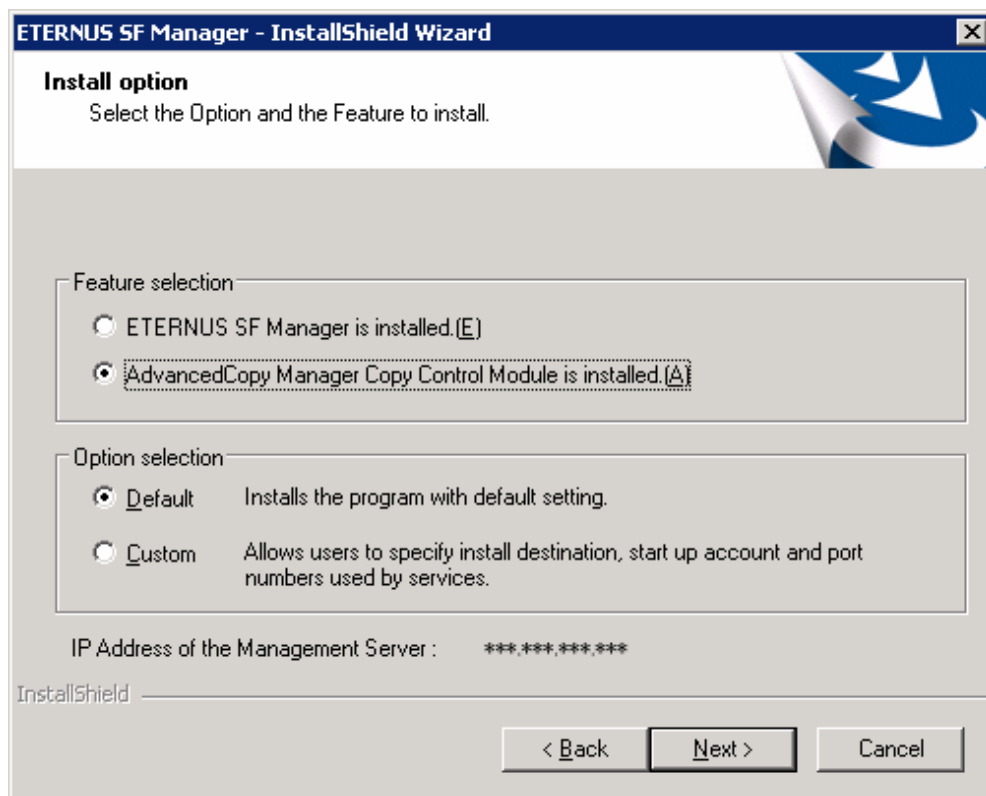 ETERNUS SF Manager - InstallShield Wizard
Install option
Select the Option and the Feature to install.
Feature selection
ETERNUS SF Manager is installed.(E)
AdvancedCopy Manager Copy Control Module is installed.(A)
Option selection
Default Installs the program with default setting.
Custom Allows users to specify install destination, start up account and port
numbers used by services.
IP Address of the Management Server : ***.***.***.***
InstallShield
< Back Next > Cancel